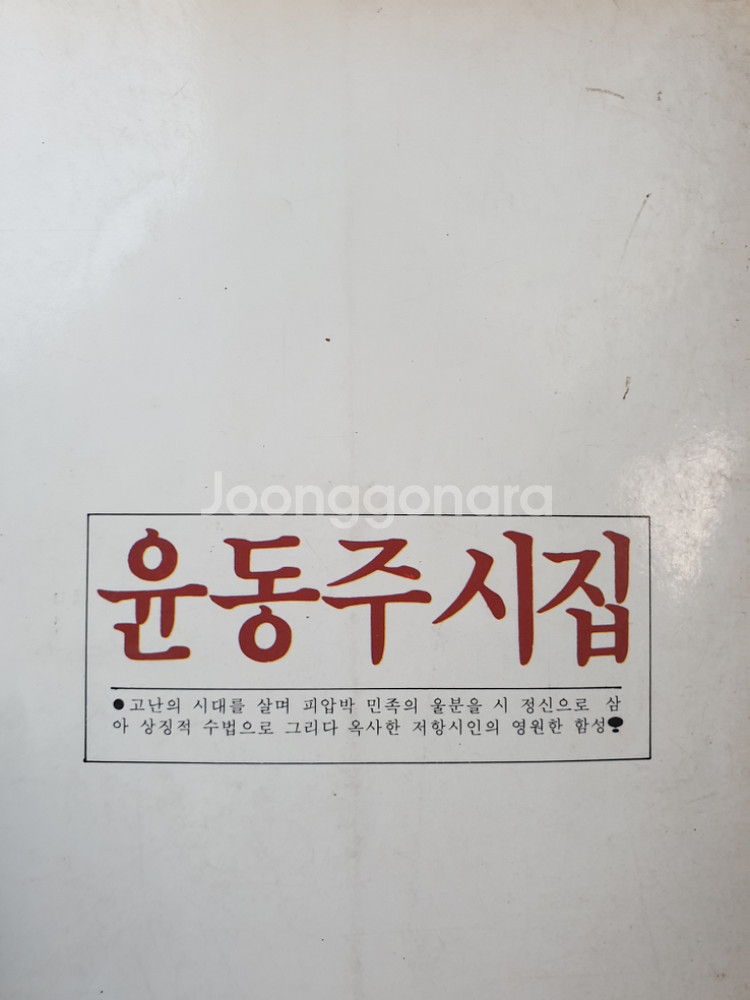 Joonggonara
윤동주 시집
●고난의 시대를 살며 피압박 민족의 울분을 시 정신으로 삼
아 상징적 수법으로 그리다 옥사한 저항시인의 영원한 함성